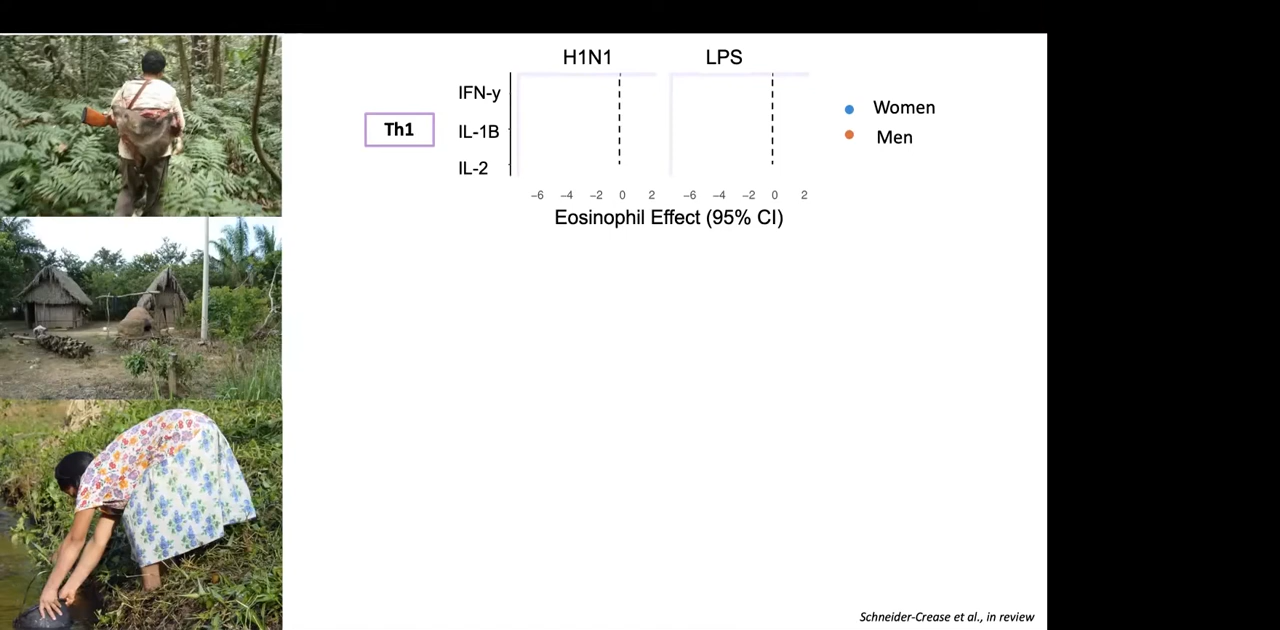 H1N1 LPS
IFN-y
IL-1B
IL-2
Th1
−6 −4 −2 0 2 −6 −4 −2 0 2
Eosinophil Effect (95% CI)
Women
Men
Schneider-Crease et al., in review